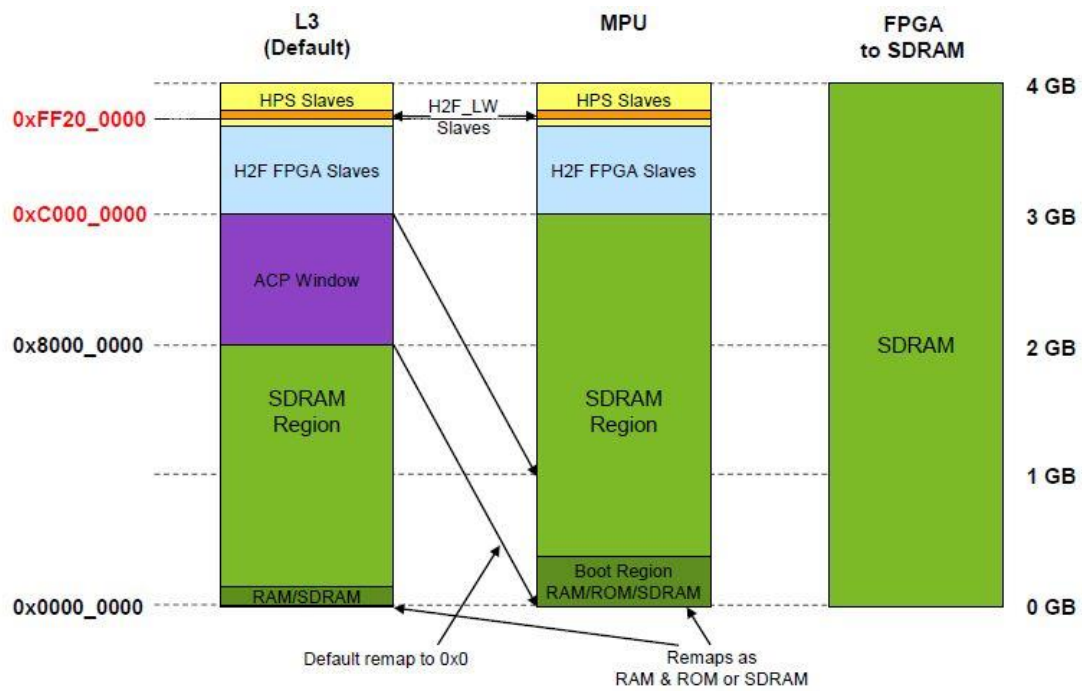 L3
(Default)
MPU
FPGA
to SDRAM
4 GB
HPS Slaves
H2F_LW
Slaves
HPS Slaves
0xFF20_0000
H2F FPGA Slaves
H2F FPGA Slaves
0xC000_0000
3 GB
ACP Window
0x8000_0000
SDRAM
2 GB
SDRAM
Region
SDRAM
Region
1 GB
Boot Region
RAM/ROM/SDRAM
RAM/SDRAM
0x0000_0000
0 GB
Default remap to 0x0
Remaps as
RAM & ROM or SDRAM